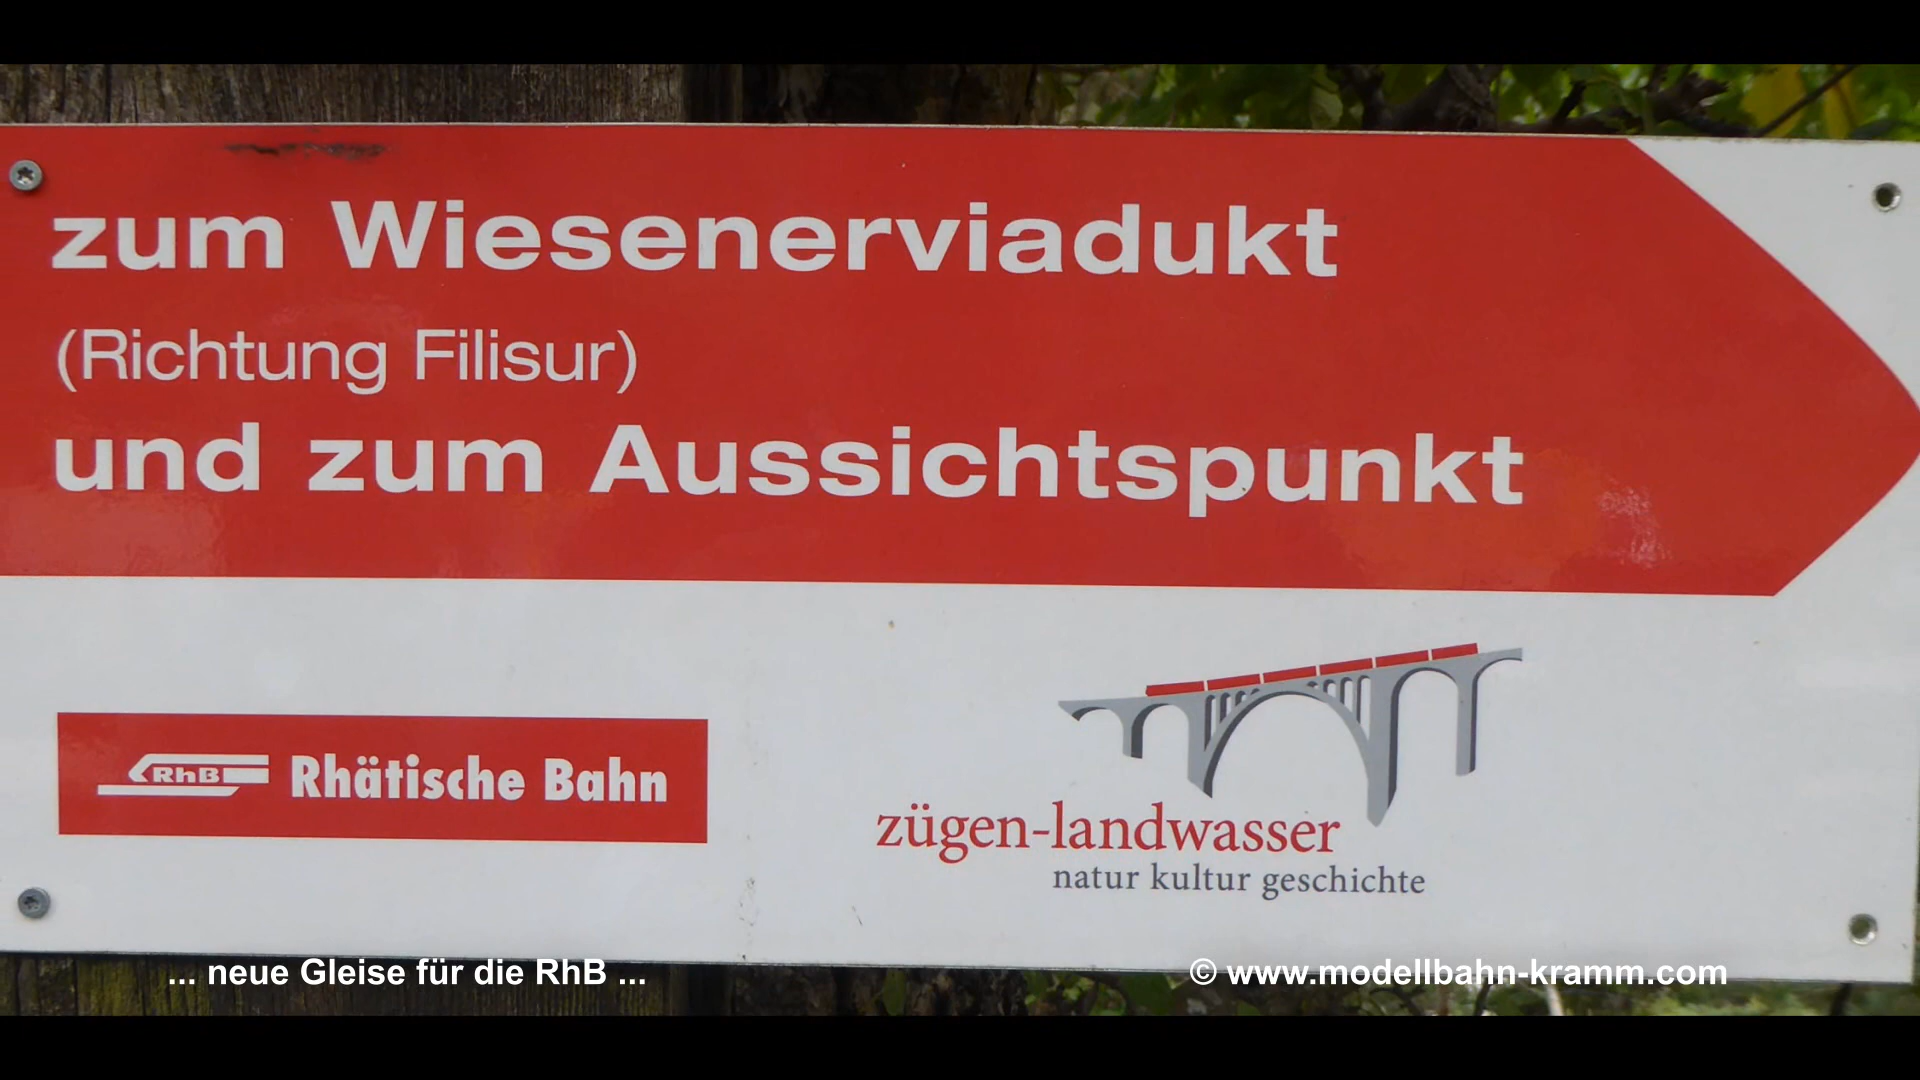 zum Wiesenerviadukt
(Richtung Filisur)
und zum Aussichtspunkt
RhB Rhätische Bahn
zügen-landwasser
natur kultur geschichte
... neue Gleise für die RhB ...
© www.modellbahn-kramm.com